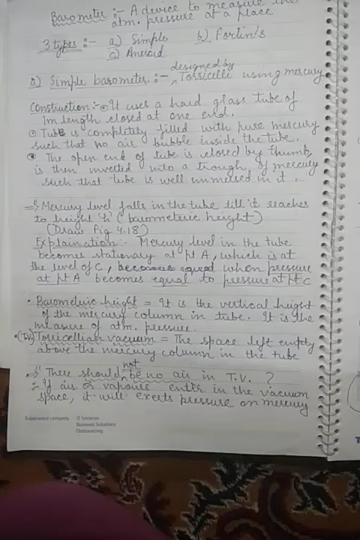 Barometer :- A device to measure the
atm. pressure at a place
3 types :- a) Simple b) Fortin's
c) Aneroid
a) Simple barometer :- designed by Torricelli using mercury
Construction:- It uses a hard glass tube of
1m length closed at one end.
Tube is completely filled with pure mercury
such that no air bubble inside the tube.
The open end of tube is closed by thumb,
is then inverted into a trough of mercury
such that tube is well immersed in it.
⇒ Mercury level falls in the tube till it reaches
to height 'h' (barometric height)
(Draw Fig 4.18)
Explaination:- Mercury level in the tube
becomes stationary at pt A, which is at
the level of C, when pressure
at pt A becomes equal to pressure at pt C
Barometric height = It is the vertical height
of the mercury column in tube. It is the
measure of atm. pressure.
Torricellian vacuum = The space left empty
above the mercury column in the tube
There should not be no air in T.V. ?
If air or vapours enter in the vacuum
space, it will exerts pressure on mercury
IT Services
Business Solutions
Outsourcing